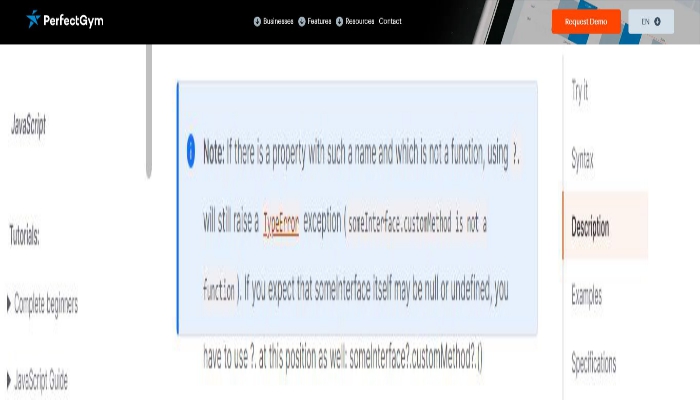 PerfectGym
Businesses Features Resources Contact
Request Demo
EN
JavaScript
Tutorials:
Complete beginners
JavaScript Guide
Note: If there is a property with such a name and which is not a function, using ?.
will still raise a TypeError exception (someInterface.customMethod is not a
function). If you expect that someInterface itself may be null or undefined, you
have to use ?. at this position as well: someInterface?.customMethod?.()
Try it
Syntax
Description
Examples
Specifications